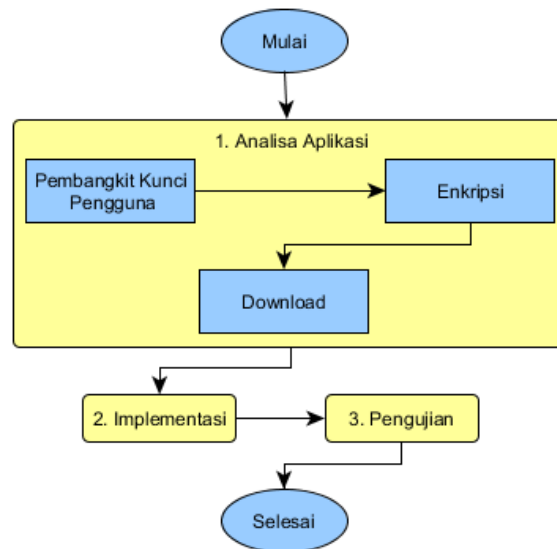 Mulai
1. Analisa Aplikasi
Pembangkit Kunci
Pengguna
Enkripsi
Download
2. Implementasi
3. Pengujian
Selesai